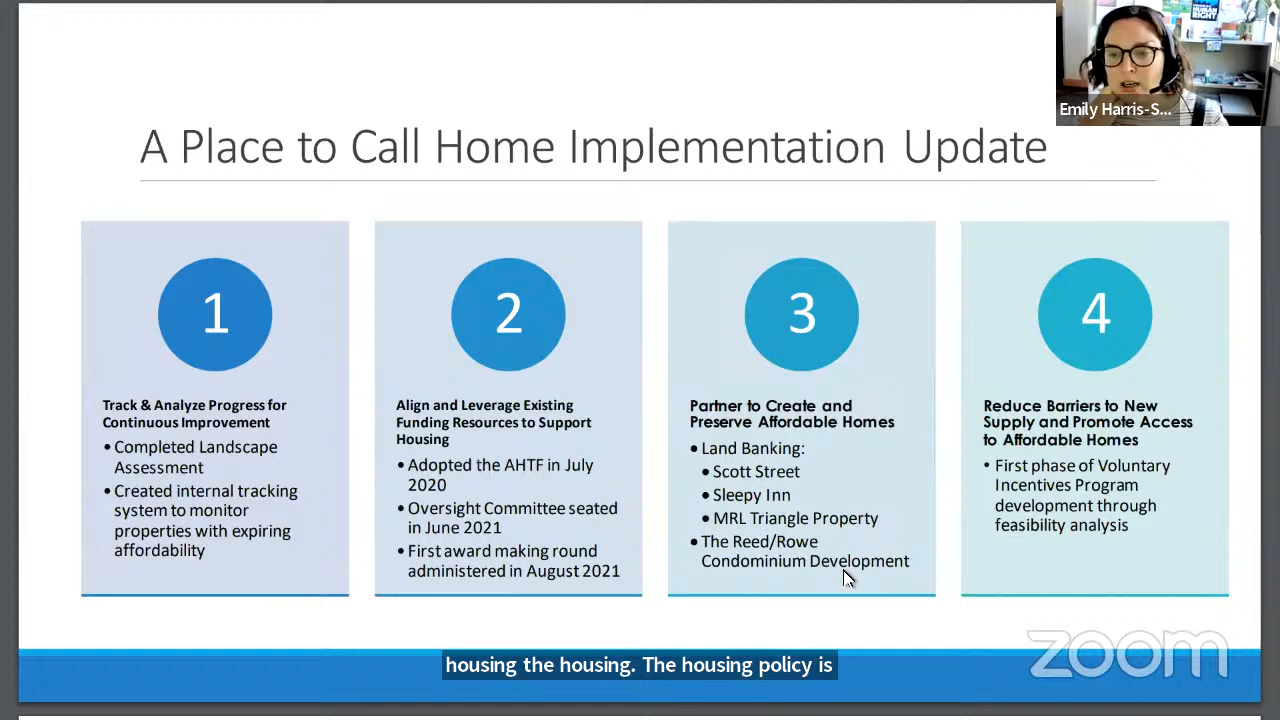 HUMAN
RIGHT
Emily Harris-S...
A Place to Call Home Implementation Update
1
Track & Analyze Progress for
Continuous Improvement
• Completed Landscape
Assessment
• Created internal tracking
system to monitor
properties with expiring
affordability
2
Align and Leverage Existing
Funding Resources to Support
Housing
• Adopted the AHTF in July
2020
• Oversight Committee seated
in June 2021
• First award making round
administered in August 2021
3
Partner to Create and
Preserve Affordable Homes
• Land Banking:
• Scott Street
• Sleepy Inn
• MRL Triangle Property
• The Reed/Rowe
Condominium Development
4
Reduce Barriers to New
Supply and Promote Access
to Affordable Homes
• First phase of Voluntary
Incentives Program
development through
feasibility analysis
zoom
housing the housing. The housing policy is